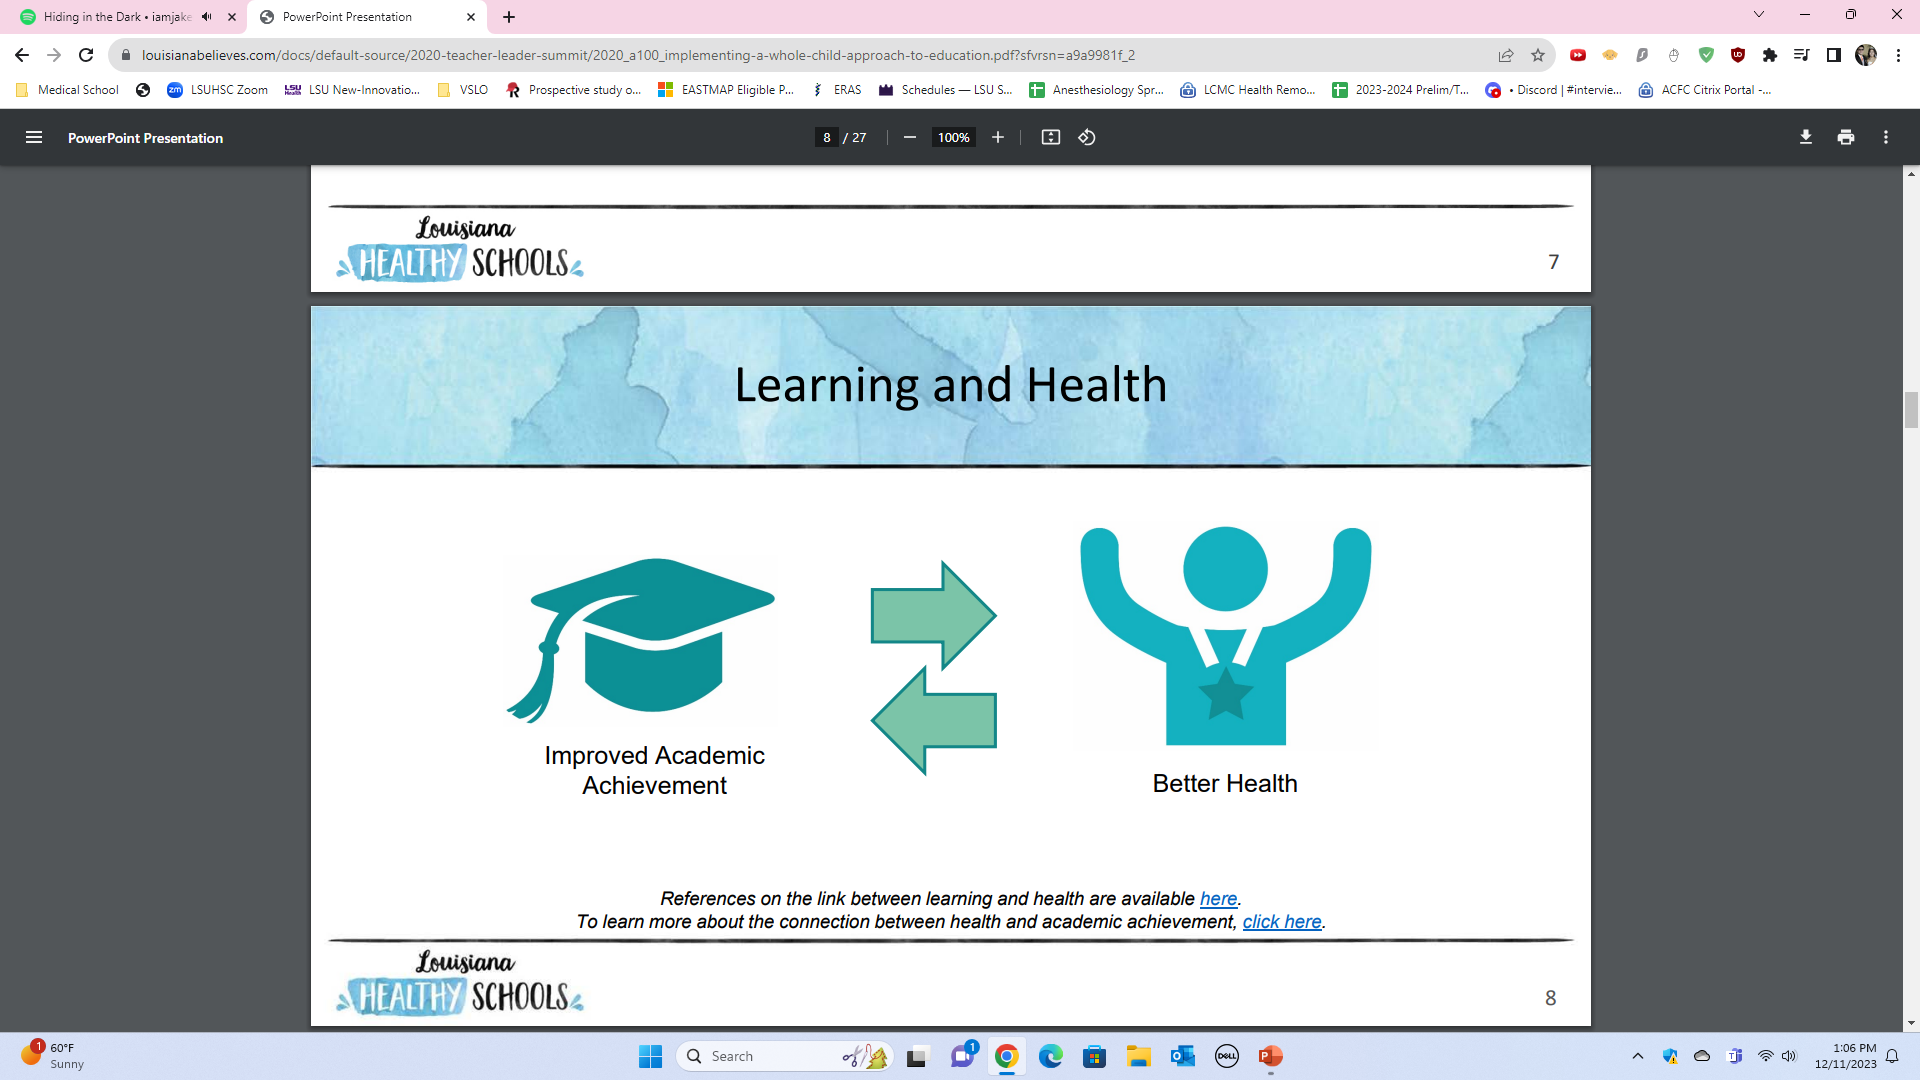 Hiding in the Dark • iamjake
PowerPoint Presentation
louisianabelieves.com/docs/default-source/2020-teacher-leader-summit/2020_a100_implementing-a-whole-child-approach-to-education.pdf?sfvrsn=a9a9981f_2
Medical School
zm LSUHSC Zoom
LSU New-Innovatio...
VSLO
Prospective study o...
EASTMAP Eligible P...
ERAS
Schedules — LSU S...
Anesthesiology Spr...
LCMC Health Remo...
2023-2024 Prelim/T...
• Discord | #intervie...
ACFC Citrix Portal -...
PowerPoint Presentation
8 / 27
100%
Louisiana
HEALTHY SCHOOLS
7
Learning and Health
Improved Academic
Achievement
Better Health
References on the link between learning and health are available here.
To learn more about the connection between health and academic achievement, click here.
Louisiana
HEALTHY SCHOOLS
8
1
60°F
Sunny
Search
1
DELL
P
1:06 PM
12/11/2023